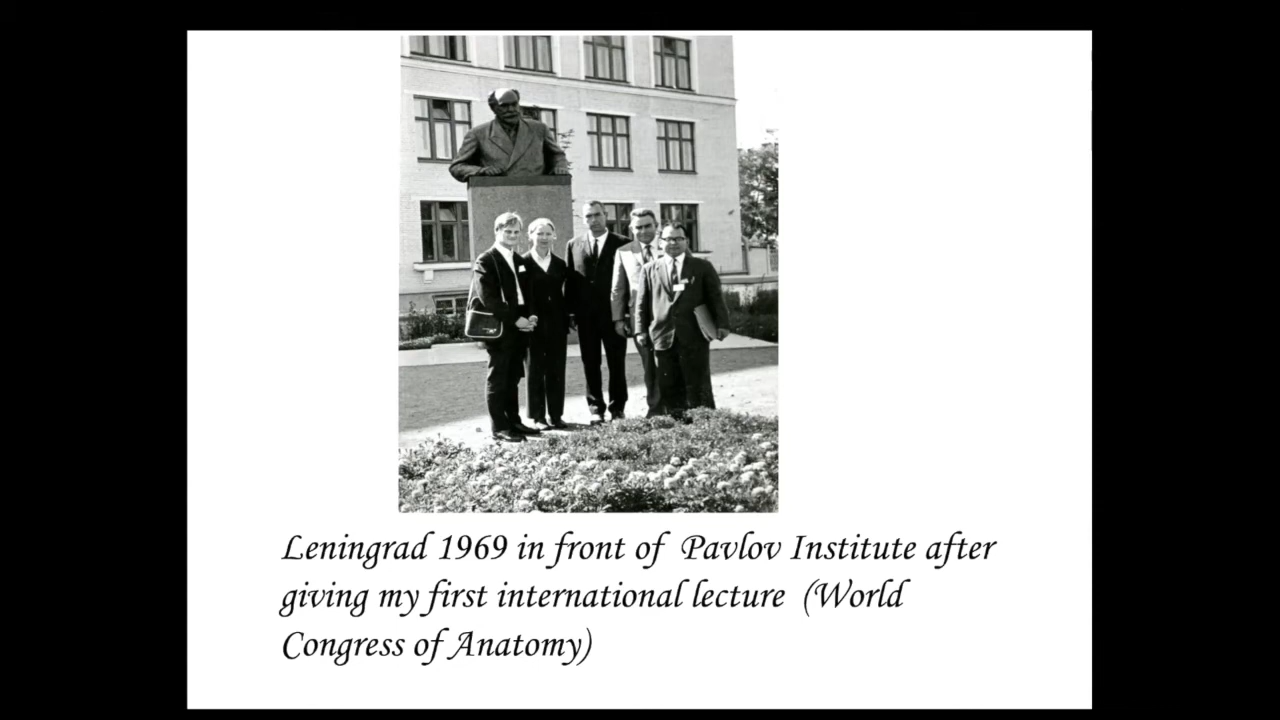 Leningrad 1969 in front of Pavlov Institute after
giving my first international lecture (World
Congress of Anatomy)